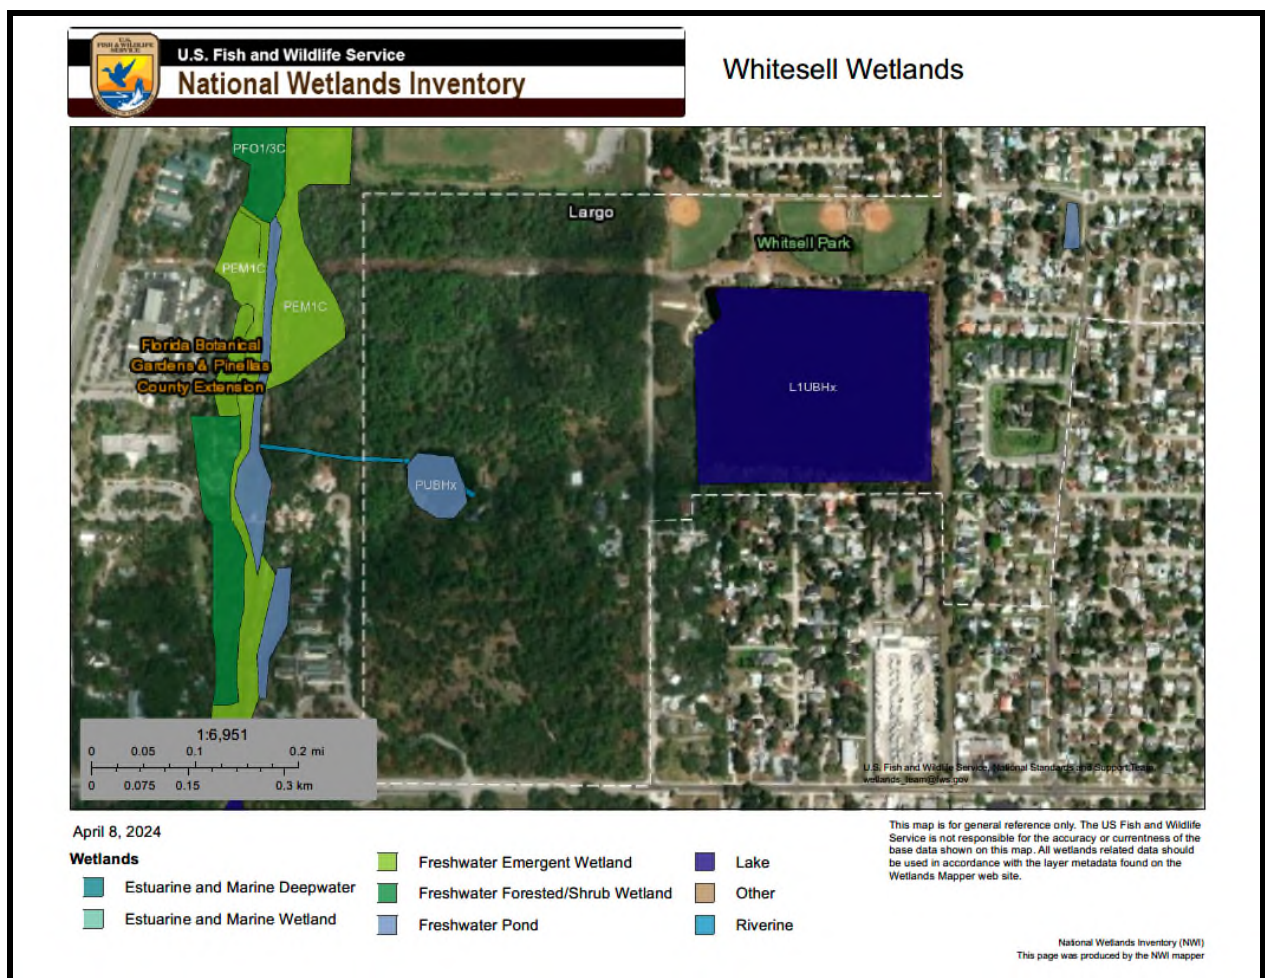 U.S.
FISH & WILDLIFE
SERVICE
U.S. Fish and Wildlife Service
National Wetlands Inventory
Whitesell Wetlands
PFO1/3C
Largo
Whitsell Park
PEM1C
PEM1C
Florida Botanical
Gardens & Pinellas
County Extension
L1UBHx
PUBHx
1:6,951
0 0.05 0.1 0.2 mi
0 0.075 0.15 0.3 km
U.S. Fish and Wildlife Service, National Standards and Support Team,
wetlands_team@fws.gov
April 8, 2024
Wetlands
Estuarine and Marine Deepwater
Estuarine and Marine Wetland
Freshwater Emergent Wetland
Freshwater Forested/Shrub Wetland
Freshwater Pond
Lake
Other
Riverine
This map is for general reference only. The US Fish and Wildlife
Service is not responsible for the accuracy or currentness of the
base data shown on this map. All wetlands related data should
be used in accordance with the layer metadata found on the
Wetlands Mapper web site.
National Wetlands Inventory (NWI)
This page was produced by the NWI mapper